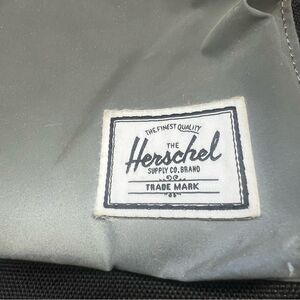 THE FINEST QUALITY
THE
Herschel
SUPPLY CO. BRAND
TRADE MARK